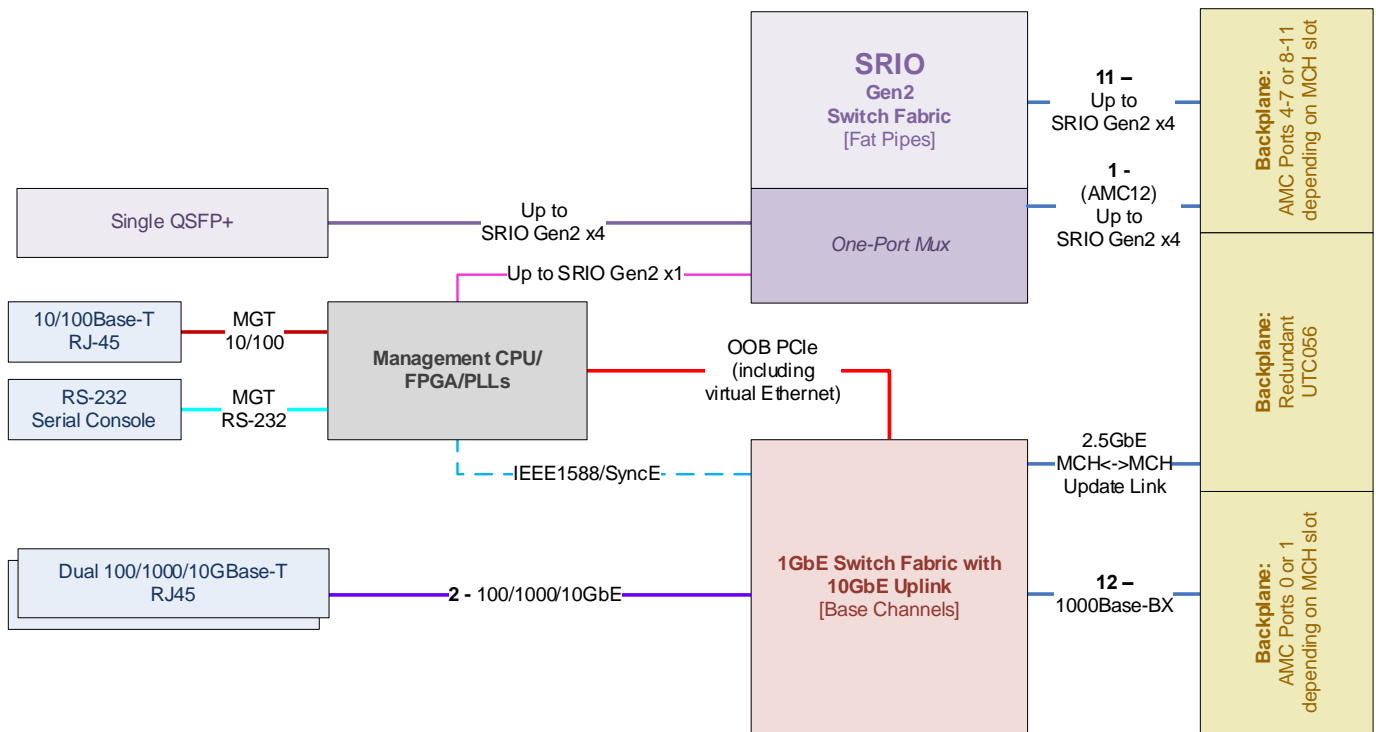 SRIO
Gen2
Switch Fabric
[Fat Pipes]
11 –
Up to
SRIO Gen2 x4
Backplane:
AMC Ports 4-7 or 8-11
depending on MCH slot
1 -
(AMC12)
Up to
SRIO Gen2 x4
Single QSFP+
Up to
SRIO Gen2 x4
One-Port Mux
Up to SRIO Gen2 x1
10/100Base-T
RJ-45
MGT
10/100
Management CPU/
FPGA/PLLs
OOB PCIe
(including
virtual Ethernet)
Backplane:
Redundant
UTC056
RS-232
Serial Console
MGT
RS-232
IEEE1588/SyncE
2.5GbE
MCH<->MCH
Update Link
Dual 100/1000/10GBase-T
RJ45
2 - 100/1000/10GbE
1GbE Switch Fabric with
10GbE Uplink
[Base Channels]
12 –
1000Base-BX
Backplane:
AMC Ports 0 or 1
depending on MCH slot